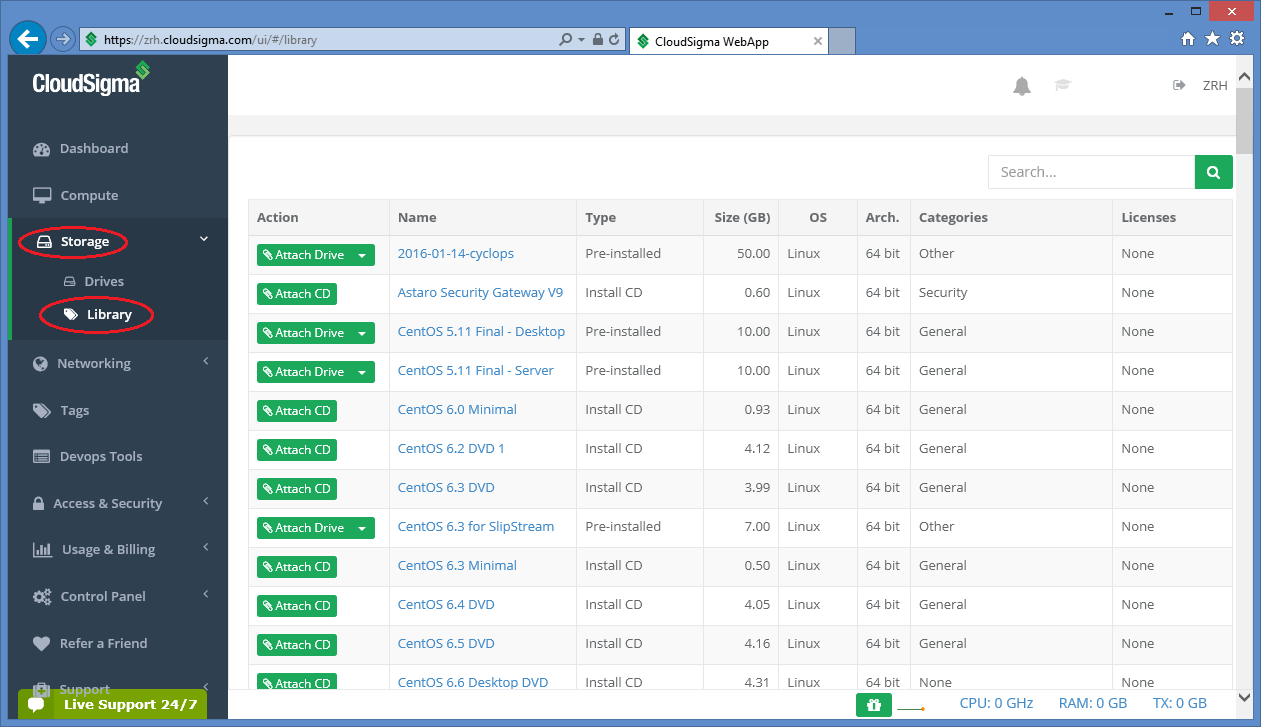 https://zrh.cloudsigma.com/ui/#/library
CloudSigma WebApp
CloudSigma
ZRH
Dashboard
Compute
Storage
Drives
Library
Networking
Tags
Devops Tools
Access & Security
Usage & Billing
Control Panel
Refer a Friend
Support
Live Support 24/7
Search...
Action Name Type Size (GB) OS Arch. Categories Licenses
Attach Drive 2016-01-14-cyclops Pre-installed 50.00 Linux 64 bit Other None
Attach CD Astaro Security Gateway V9 Install CD 0.60 Linux 64 bit Security None
Attach Drive CentOS 5.11 Final - Desktop Pre-installed 10.00 Linux 64 bit General None
Attach Drive CentOS 5.11 Final - Server Pre-installed 10.00 Linux 64 bit General None
Attach CD CentOS 6.0 Minimal Install CD 0.93 Linux 64 bit General None
Attach CD CentOS 6.2 DVD 1 Install CD 4.12 Linux 64 bit General None
Attach CD CentOS 6.3 DVD Install CD 3.99 Linux 64 bit General None
Attach Drive CentOS 6.3 for SlipStream Pre-installed 7.00 Linux 64 bit Other None
Attach CD CentOS 6.3 Minimal Install CD 0.50 Linux 64 bit General None
Attach CD CentOS 6.4 DVD Install CD 4.05 Linux 64 bit General None
Attach CD CentOS 6.5 DVD Install CD 4.16 Linux 64 bit General None
Attach CD CentOS 6.6 Desktop DVD Install CD 4.31 Linux 64 bit None None
CPU: 0 GHz RAM: 0 GB TX: 0 GB